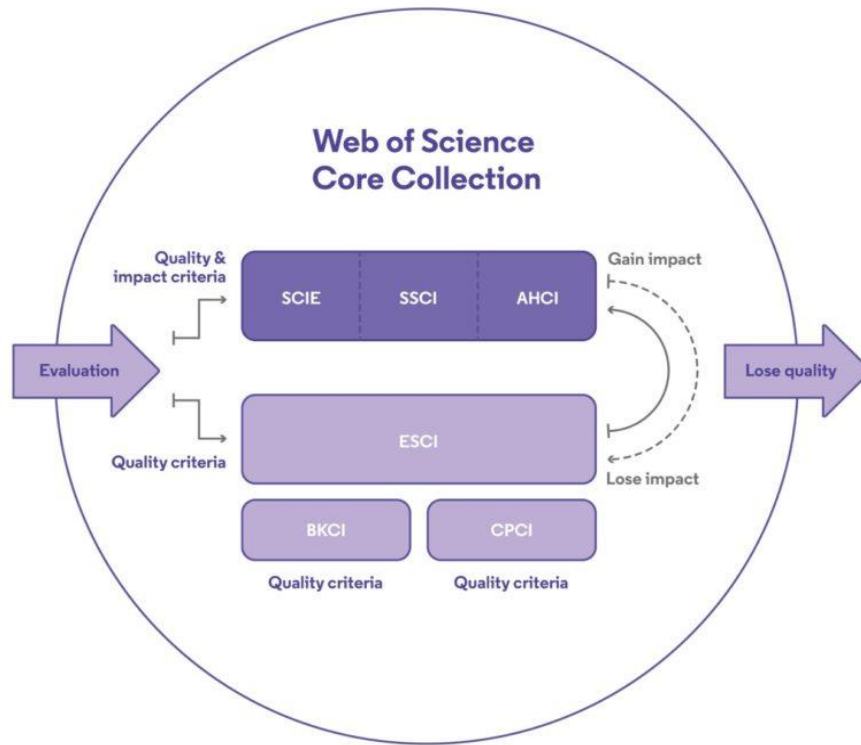 Web of Science
Core Collection
Quality &
impact criteria
SCIE
SSCI
AHCI
Gain impact
Evaluation
Lose quality
Quality criteria
ESCI
Lose impact
BKCI
CPCI
Quality criteria
Quality criteria